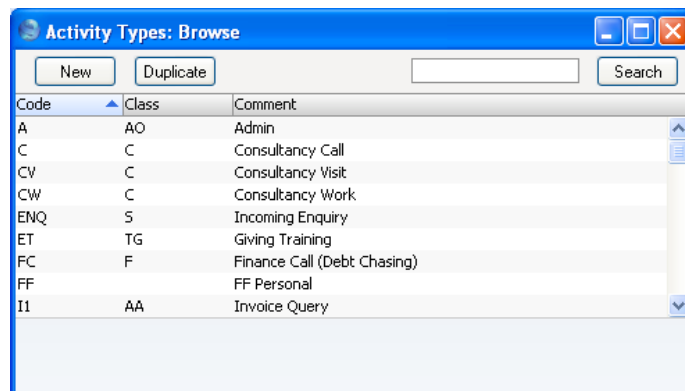 Activity Types: Browse
New Duplicate Search
Code Class Comment
A AO Admin
C C Consultancy Call
CV C Consultancy Visit
CW C Consultancy Work
ENQ S Incoming Enquiry
ET TG Giving Training
FC F Finance Call (Debt Chasing)
FF FF Personal
I1 AA Invoice Query